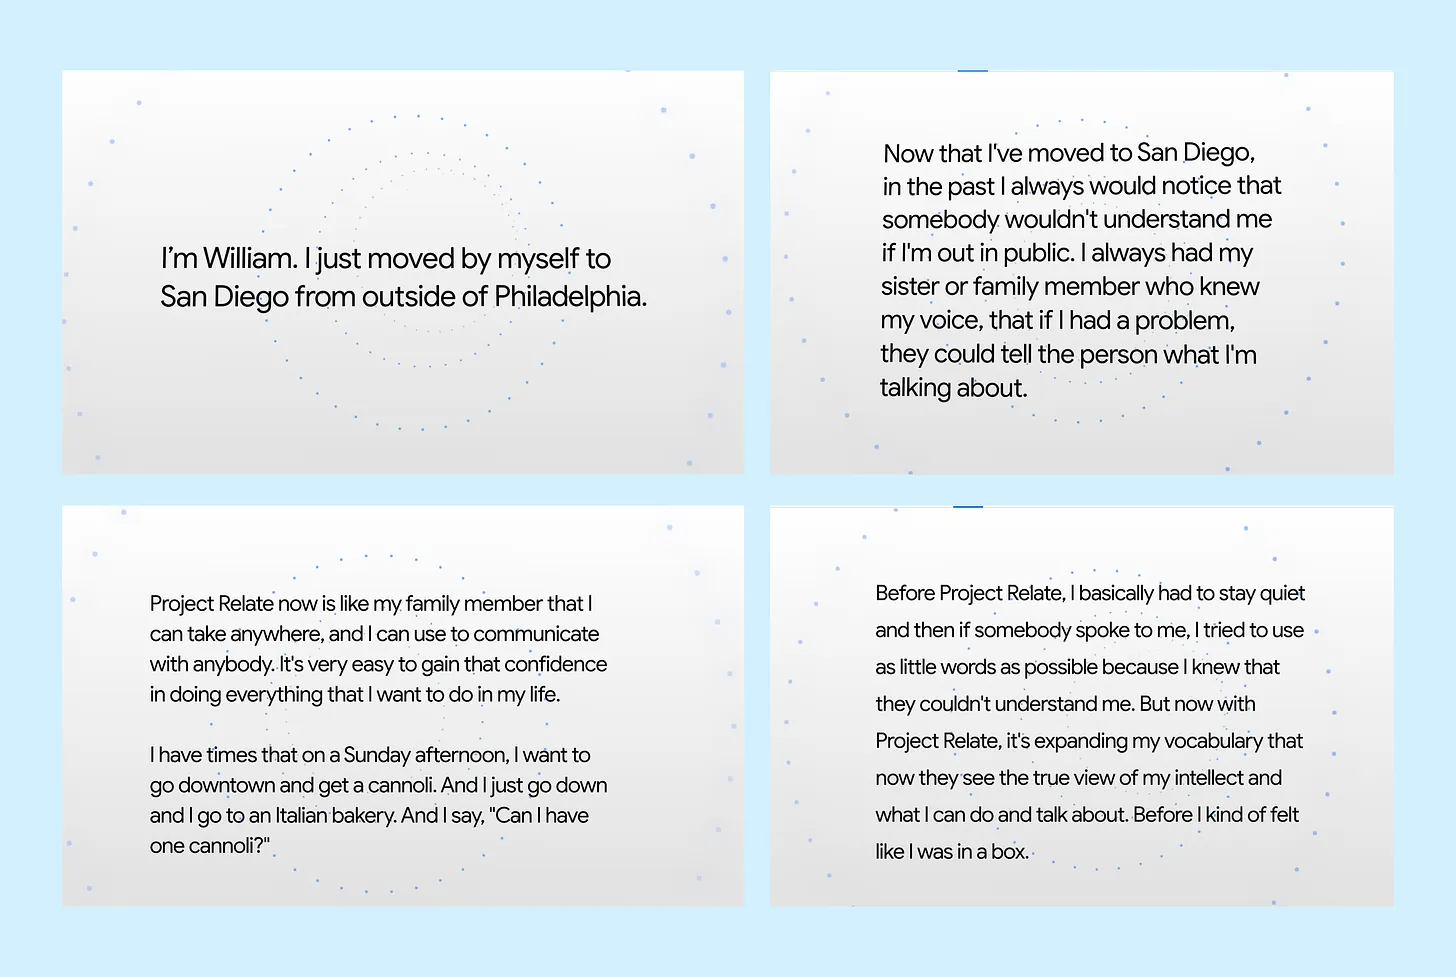 I’m William. I just moved by myself to
San Diego from outside of Philadelphia.
Now that I've moved to San Diego,
in the past I always would notice that
somebody wouldn't understand me
if I'm out in public. I always had my
sister or family member who knew
my voice, that if I had a problem,
they could tell the person what I'm
talking about.
Project Relate now is like my family member that I
can take anywhere, and I can use to communicate
with anybody. It's very easy to gain that confidence
in doing everything that I want to do in my life.
I have times that on a Sunday afternoon, I want to
go downtown and get a cannoli. And I just go down
and I go to an Italian bakery. And I say, "Can I have
one cannoli?"
Before Project Relate, I basically had to stay quiet
and then if somebody spoke to me, I tried to use
as little words as possible because I knew that
they couldn't understand me. But now with
Project Relate, it's expanding my vocabulary that
now they see the true view of my intellect and
what I can do and talk about. Before I kind of felt
like I was in a box.